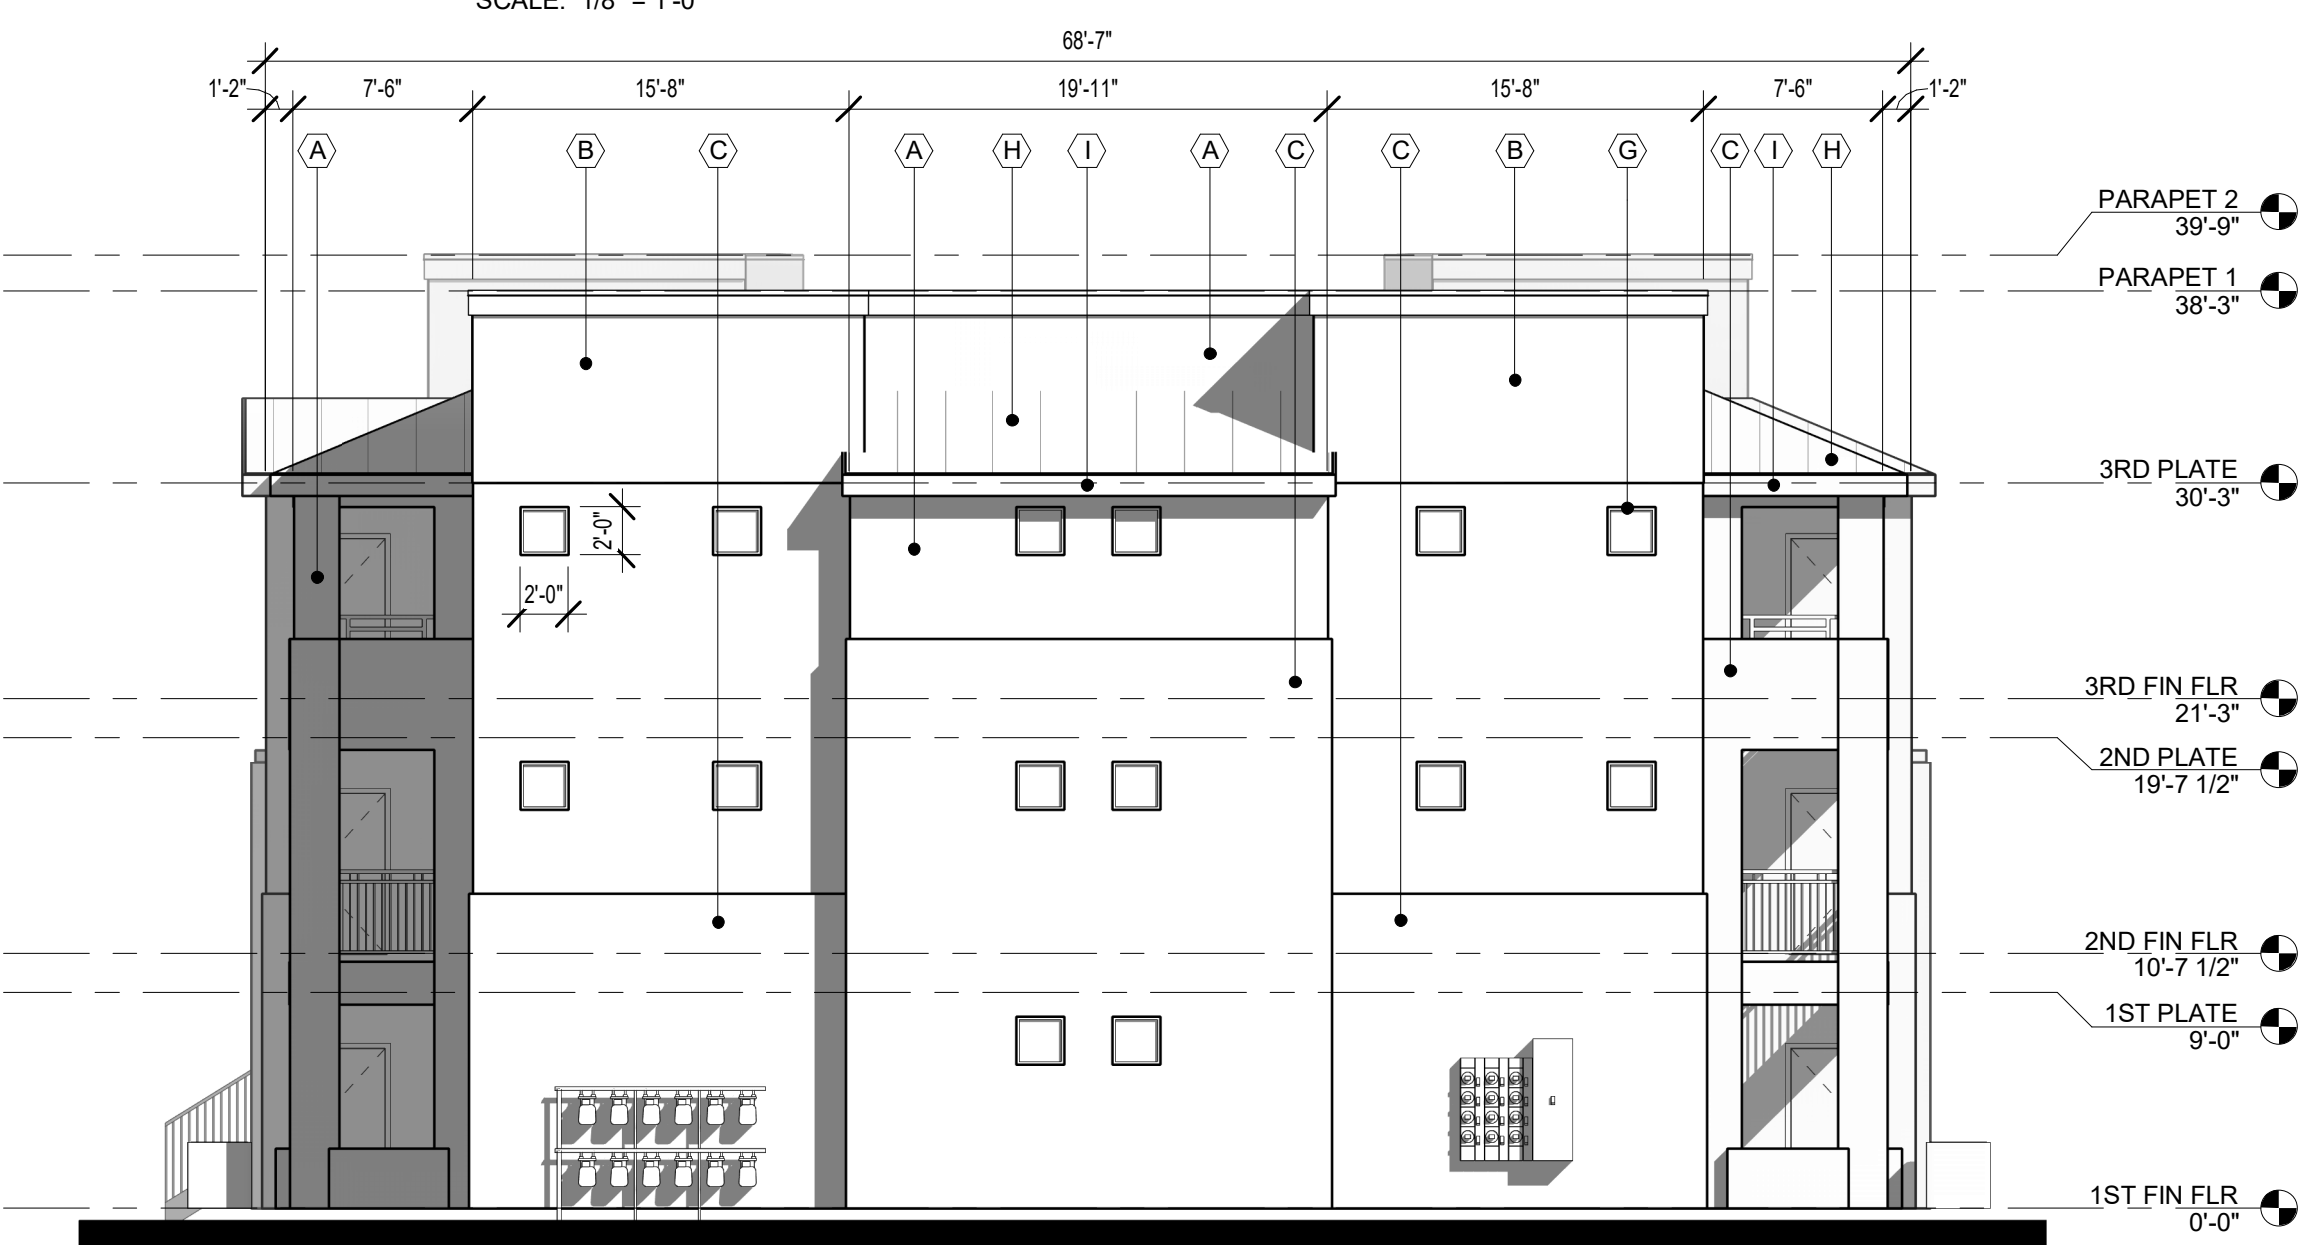 SCALE: 1/8" = 1'-0"
68'-7"
1'-2" 7'-6" 15'-8" 19'-11" 15'-8" 7'-6" 1'-2"
A B C A H I A C C B G C I H
PARAPET 2
39'-9"
PARAPET 1
38'-3"
3RD PLATE
30'-3"
2'-0"
2'-0"
3RD FIN FLR
21'-3"
2ND PLATE
19'-7 1/2"
2ND FIN FLR
10'-7 1/2"
1ST PLATE
9'-0"
1ST FIN FLR
0'-0"